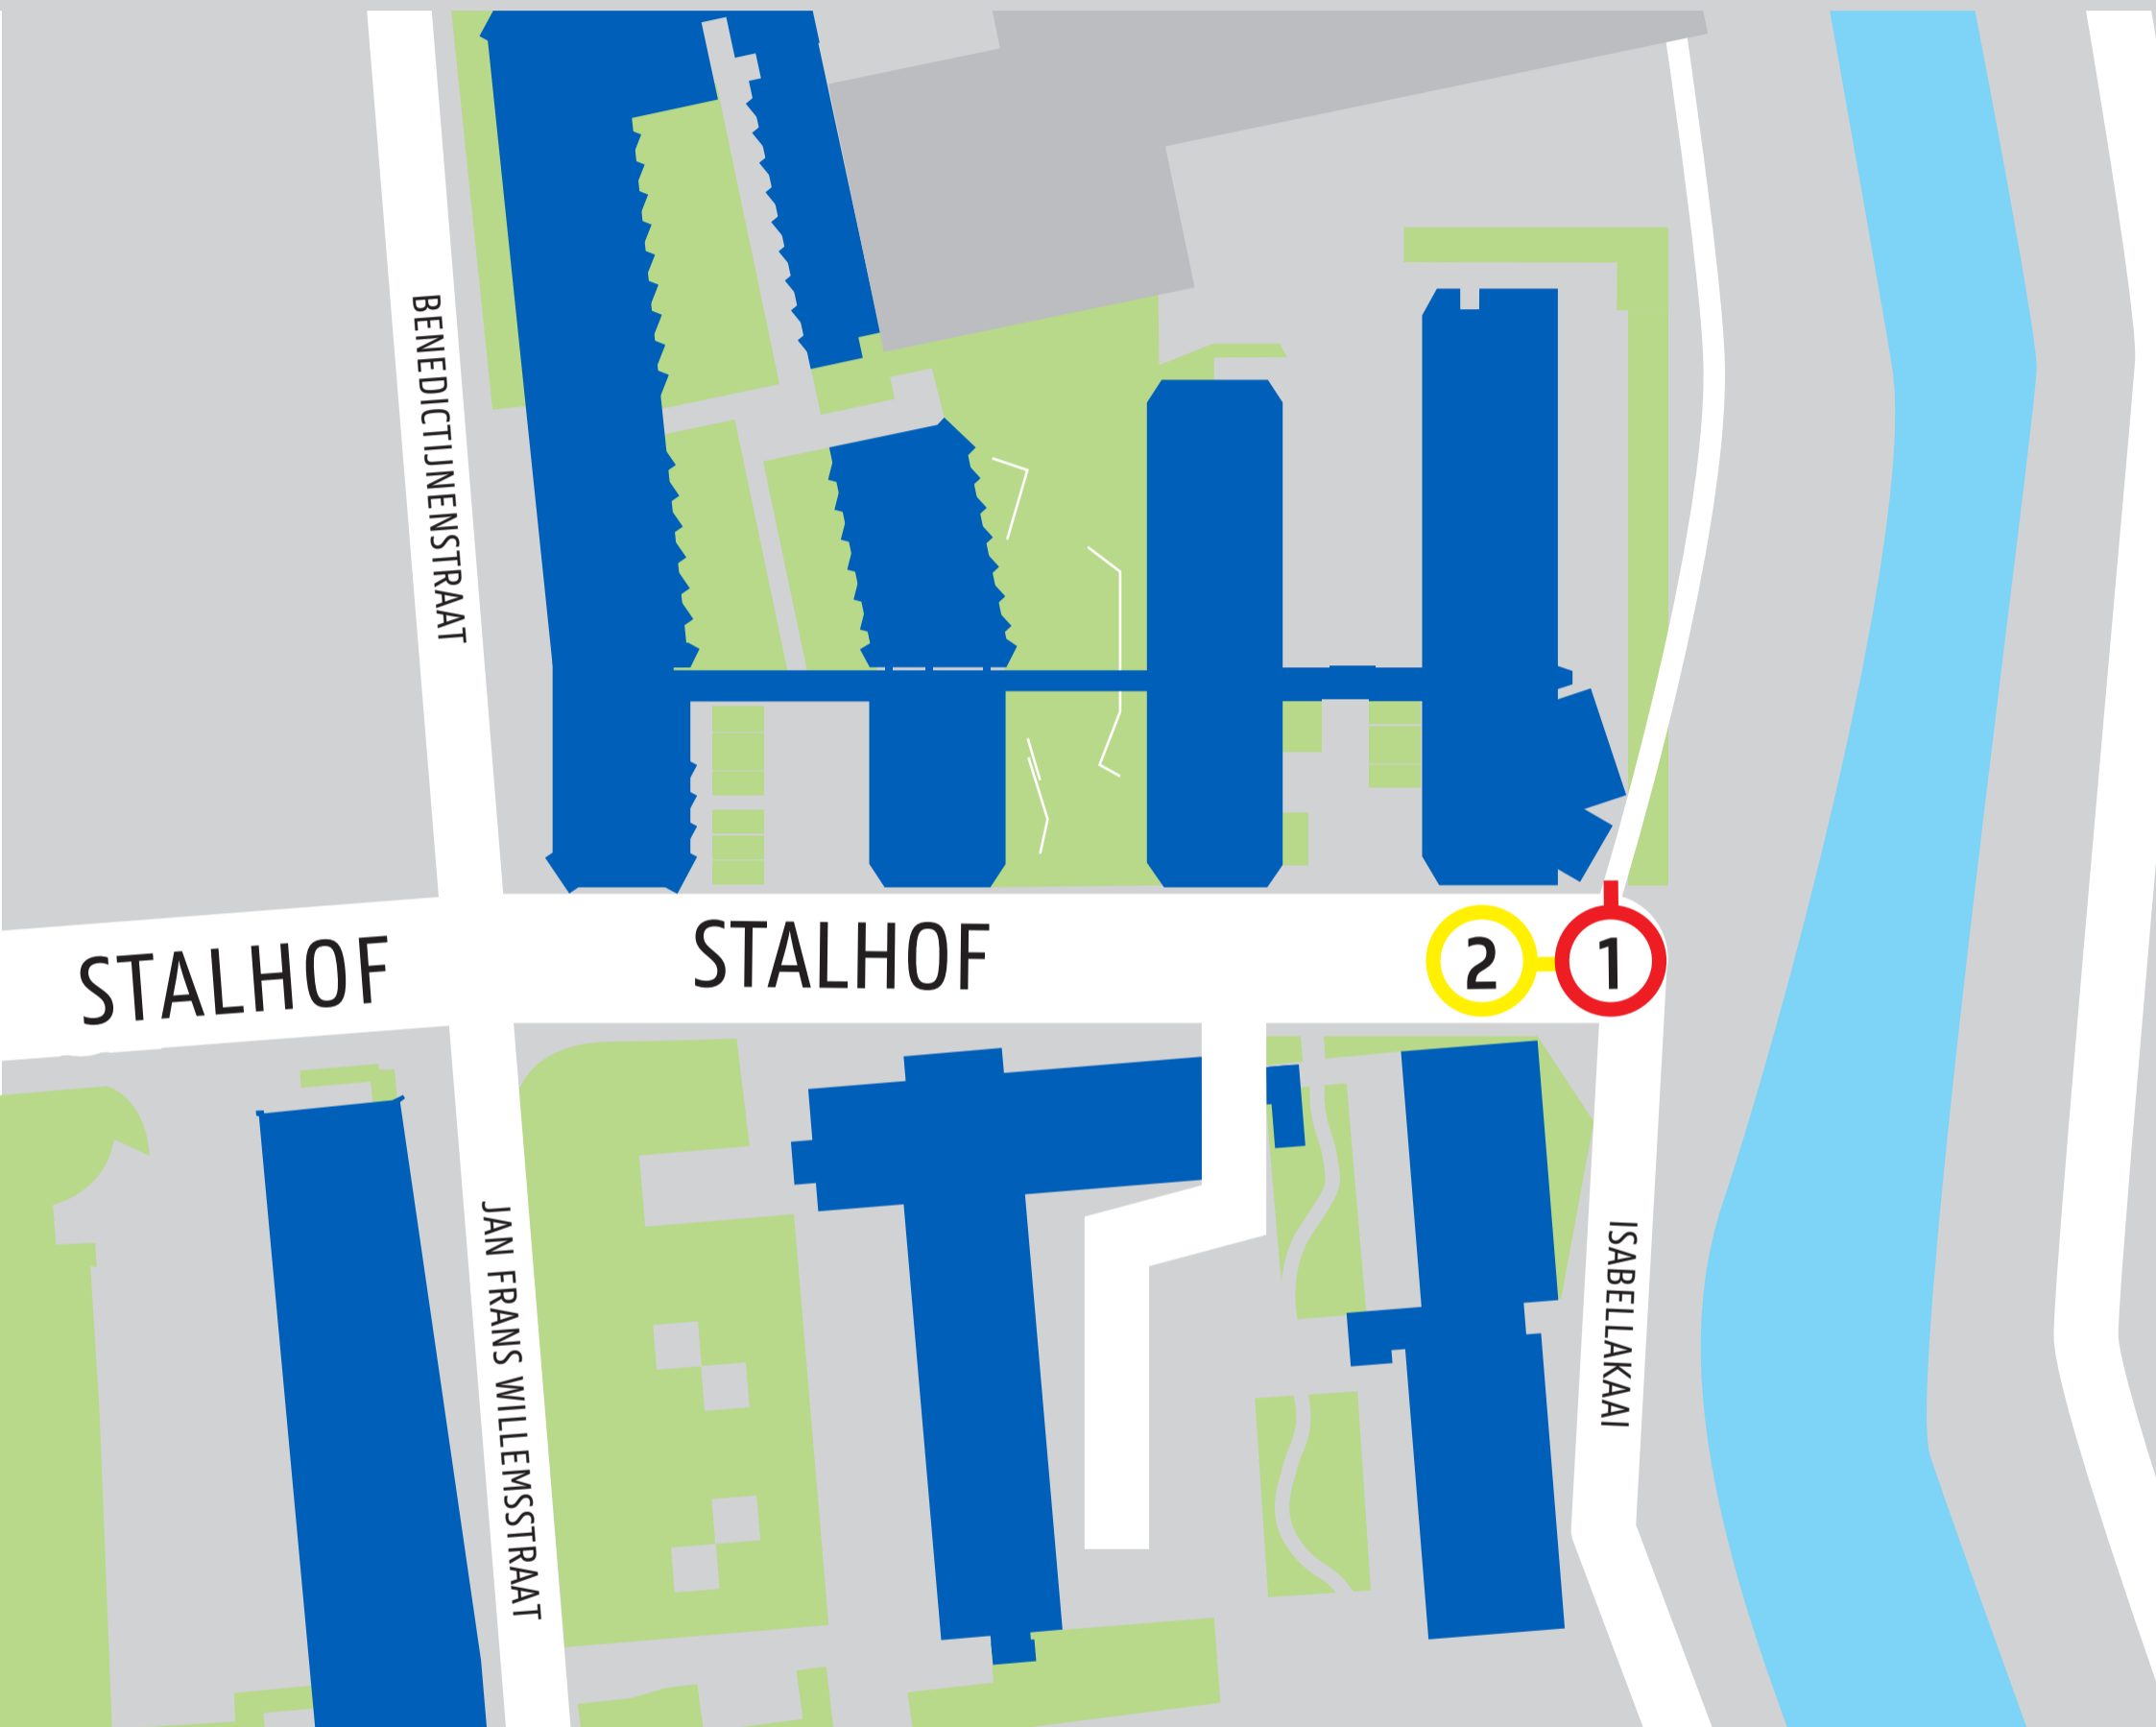 BENEDICTIJNENSTRAAT
STALHOF
STALHOF
2
1
JAN FRANS WILLEMSSTRAAT
ISABELLAKAAI